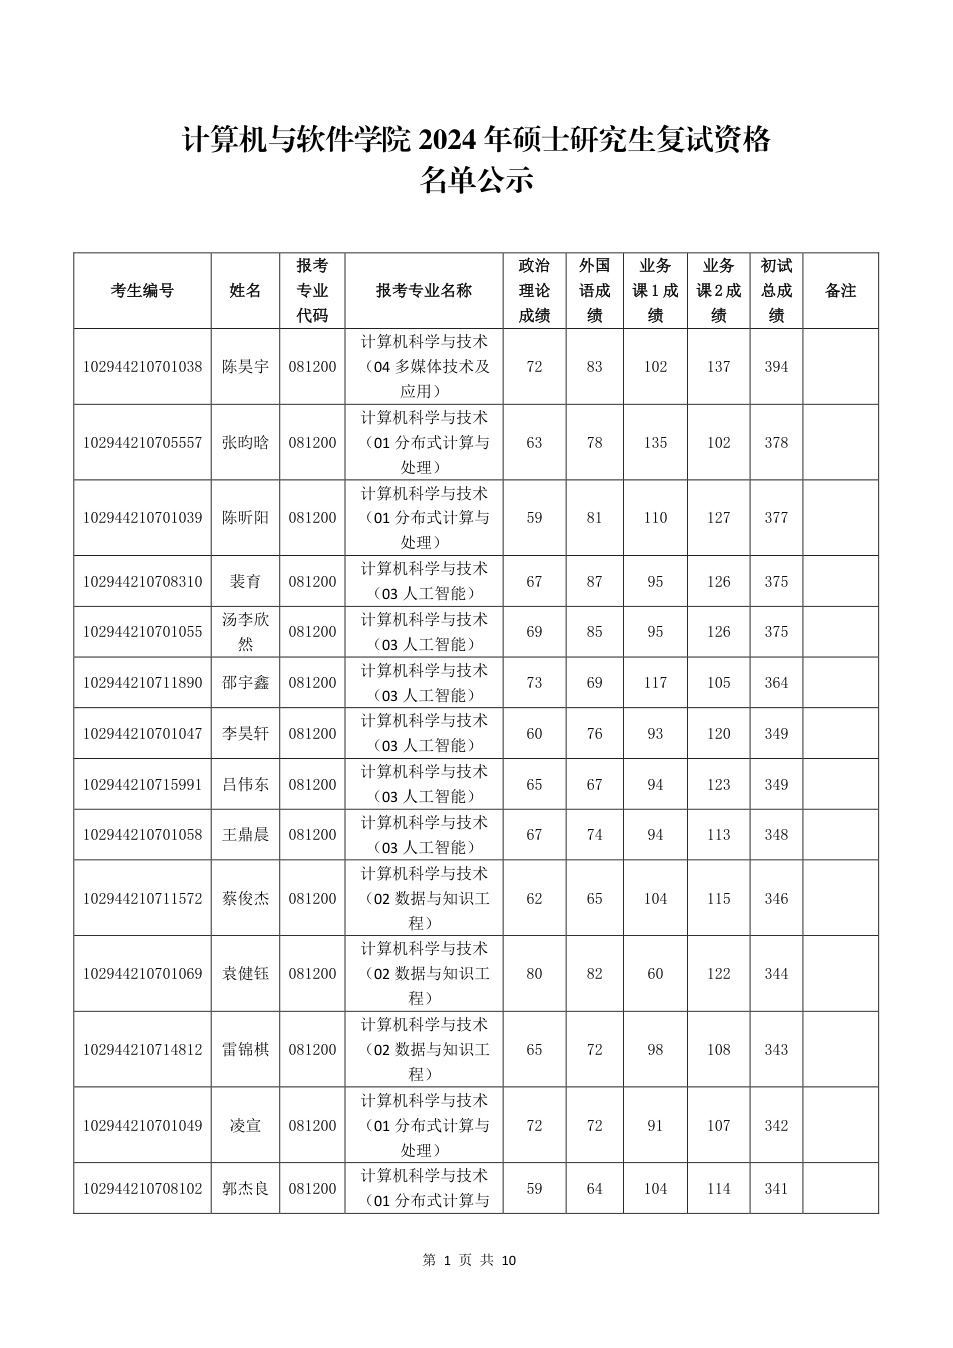 计算机与软件学院 2024 年硕士研究生复试资格
名单公示
考生编号 姓名 报考专业代码 报考专业名称 政治理论成绩 外国语成绩 业务课 1 成绩 业务课 2 成绩 初试总成绩 备注
102944210701038 陈昊宇 081200 计算机科学与技术（04 多媒体技术及应用） 72 83 102 137 394
102944210705557 张昀晗 081200 计算机科学与技术（01 分布式计算与处理） 63 78 135 102 378
102944210701039 陈昕阳 081200 计算机科学与技术（01 分布式计算与处理） 59 81 110 127 377
102944210708310 裴育 081200 计算机科学与技术（03 人工智能） 67 87 95 126 375
102944210701055 汤李欣然 081200 计算机科学与技术（03 人工智能） 69 85 95 126 375
102944210711890 邵宇鑫 081200 计算机科学与技术（03 人工智能） 73 69 117 105 364
102944210701047 李昊轩 081200 计算机科学与技术（03 人工智能） 60 76 93 120 349
102944210715991 吕伟东 081200 计算机科学与技术（03 人工智能） 65 67 94 123 349
102944210701058 王鼎晨 081200 计算机科学与技术（03 人工智能） 67 74 94 113 348
102944210711572 蔡俊杰 081200 计算机科学与技术（02 数据与知识工程） 62 65 104 115 346
102944210701069 袁健钰 081200 计算机科学与技术（02 数据与知识工程） 80 82 60 122 344
102944210714812 雷锦棋 081200 计算机科学与技术（02 数据与知识工程） 65 72 98 108 343
102944210701049 凌宣 081200 计算机科学与技术（01 分布式计算与处理） 72 72 91 107 342
102944210708102 郭杰良 081200 计算机科学与技术（01 分布式计算与 59 64 104 114 341
第 1 页 共 10